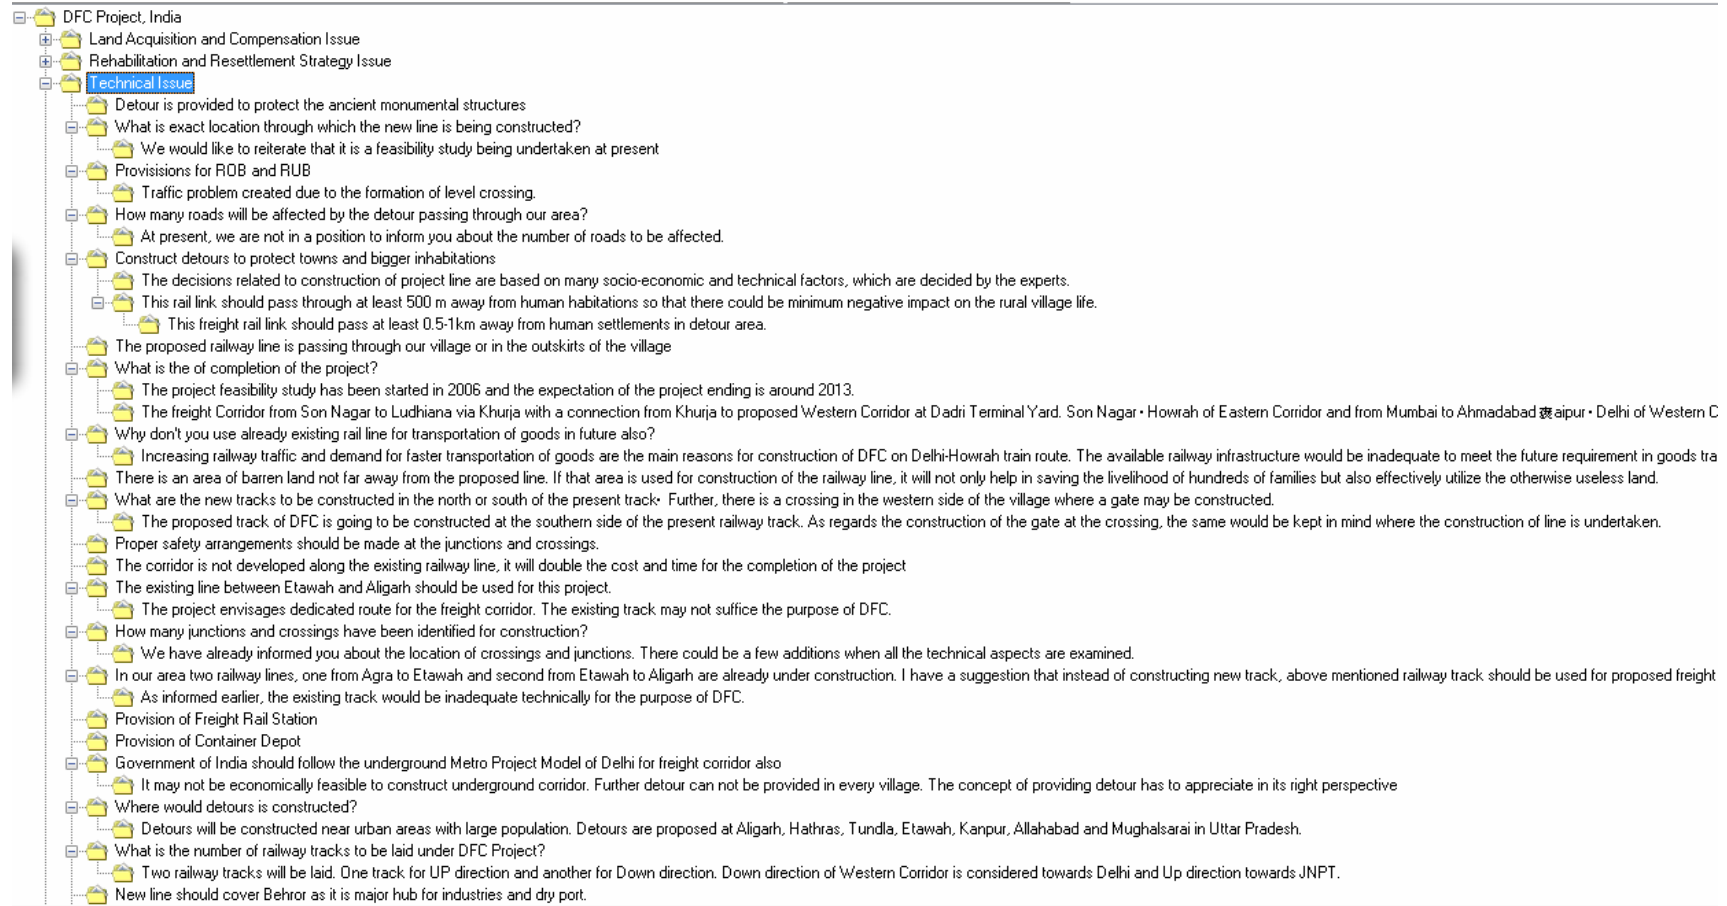 DFC Project, India
Land Acquisition and Compensation Issue
Rehabilitation and Resettlement Strategy Issue
Technical Issue
Detour is provided to protect the ancient monumental structures
What is exact location through which the new line is being constructed?
We would like to reiterate that it is a feasibility study being undertaken at present
Provisisions for ROB and RUB
Traffic problem created due to the formation of level crossing.
How many roads will be affected by the detour passing through our area?
At present, we are not in a position to inform you about the number of roads to be affected.
Construct detours to protect towns and bigger inhabitations
The decisions related to construction of project line are based on many socio-economic and technical factors, which are decided by the experts.
This rail link should pass through at least 500 m away from human habitations so that there could be minimum negative impact on the rural village life.
This freight rail link should pass at least 0.5-1km away from human settlements in detour area.
The proposed railway line is passing through our village or in the outskirts of the village
What is the of completion of the project?
The project feasibility study has been started in 2006 and the expectation of the project ending is around 2013.
The freight Corridor from Son Nagar to Ludhiana via Khurja with a connection from Khurja to proposed Western Corridor at Dadri Terminal Yard. Son Nagar・Howrah of Eastern Corridor and from Mumbai to Ahmadabad 裹aipur・Delhi of Western C
Why don't you use already existing rail line for transportation of goods in future also?
Increasing railway traffic and demand for faster transportation of goods are the main reasons for construction of DFC on Delhi-Howrah train route. The available railway infrastructure would be inadequate to meet the future requirement in goods tra
There is an area of barren land not far away from the proposed line. If that area is used for construction of the railway line, it will not only help in saving the livelihood of hundreds of families but also effectively utilize the otherwise useless land.
What are the new tracks to be constructed in the north or south of the present track・ Further, there is a crossing in the western side of the village where a gate may be constructed.
The proposed track of DFC is going to be constructed at the southern side of the present railway track. As regards the construction of the gate at the crossing, the same would be kept in mind where the construction of line is undertaken.
Proper safety arrangements should be made at the junctions and crossings.
The corridor is not developed along the existing railway line, it will double the cost and time for the completion of the project
The existing line between Etawah and Aligarh should be used for this project.
The project envisages dedicated route for the freight corridor. The existing track may not suffice the purpose of DFC.
How many junctions and crossings have been identified for construction?
We have already informed you about the location of crossings and junctions. There could be a few additions when all the technical aspects are examined.
In our area two railway lines, one from Agra to Etawah and second from Etawah to Aligarh are already under construction. I have a suggestion that instead of constructing new track, above mentioned railway track should be used for proposed freight
As informed earlier, the existing track would be inadequate technically for the purpose of DFC.
Provision of Freight Rail Station
Provision of Container Depot
Government of India should follow the underground Metro Project Model of Delhi for freight corridor also
It may not be economically feasible to construct underground corridor. Further detour can not be provided in every village. The concept of providing detour has to appreciate in its right perspective
Where would detours is constructed?
Detours will be constructed near urban areas with large population. Detours are proposed at Aligarh, Hathras, Tundla, Etawah, Kanpur, Allahabad and Mughalsarai in Uttar Pradesh.
What is the number of railway tracks to be laid under DFC Project?
Two railway tracks will be laid. One track for UP direction and another for Down direction. Down direction of Western Corridor is considered towards Delhi and Up direction towards JNPT.
New line should cover Behror as it is major hub for industries and dry port.